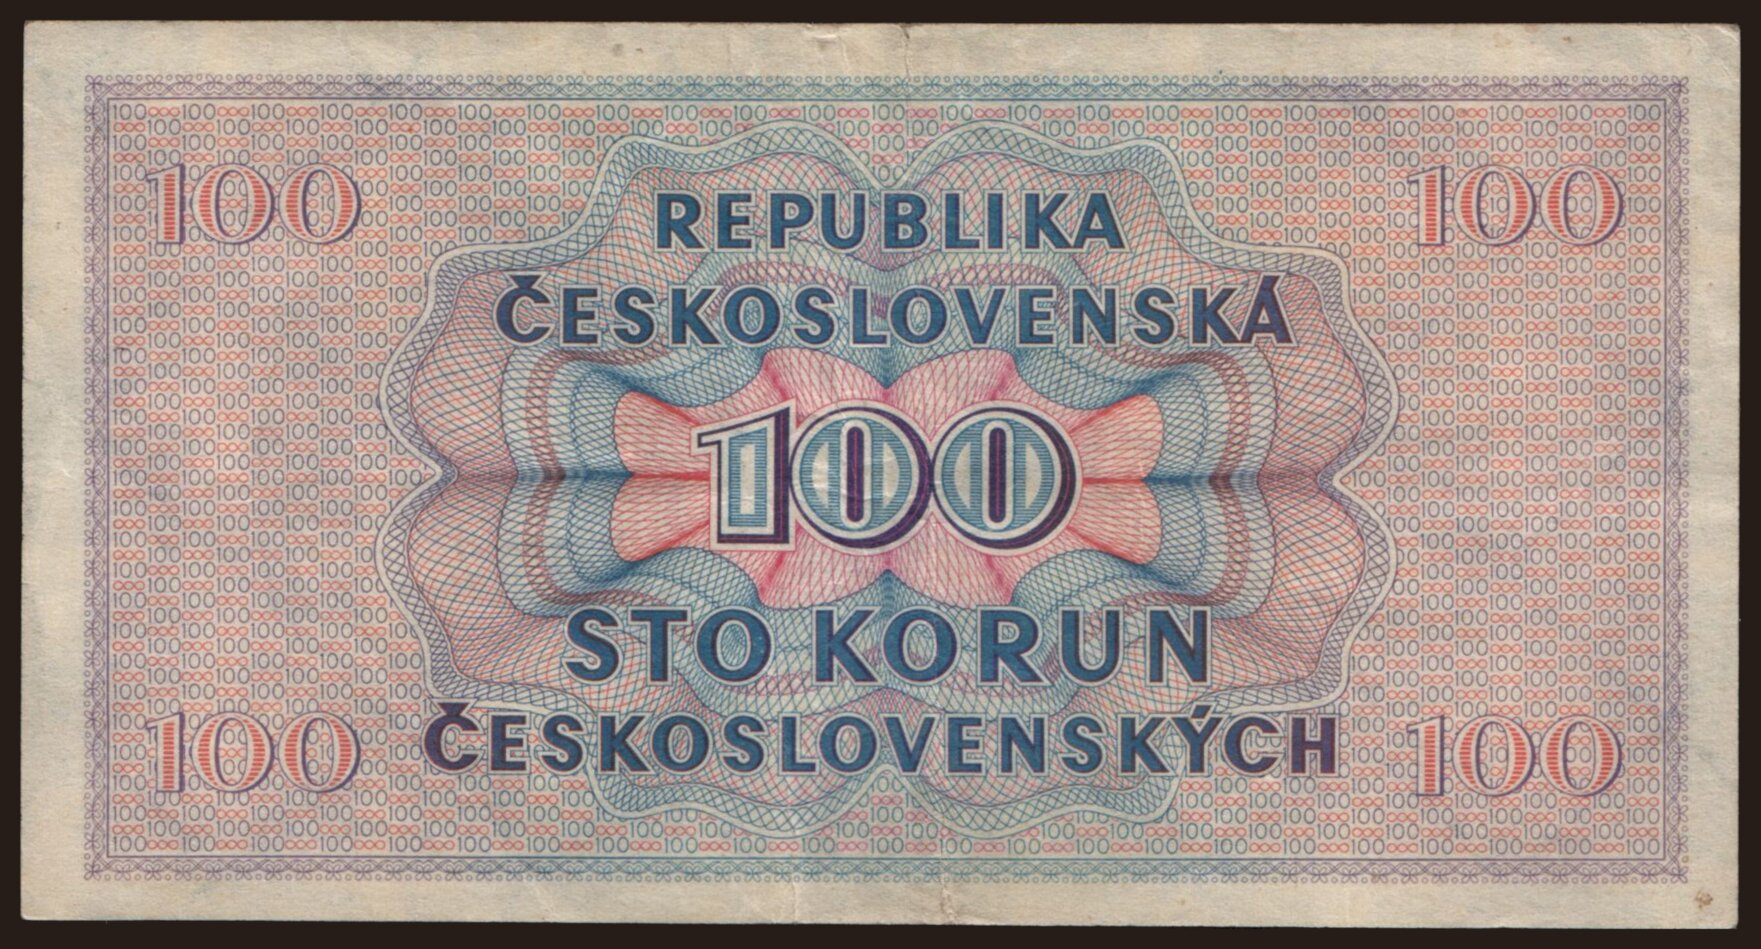 100 100
REPUBLIKA
ČESKOSLOVENSKÁ
100
STO KORUN
ČESKOSLOVENSKÝCH
100 100